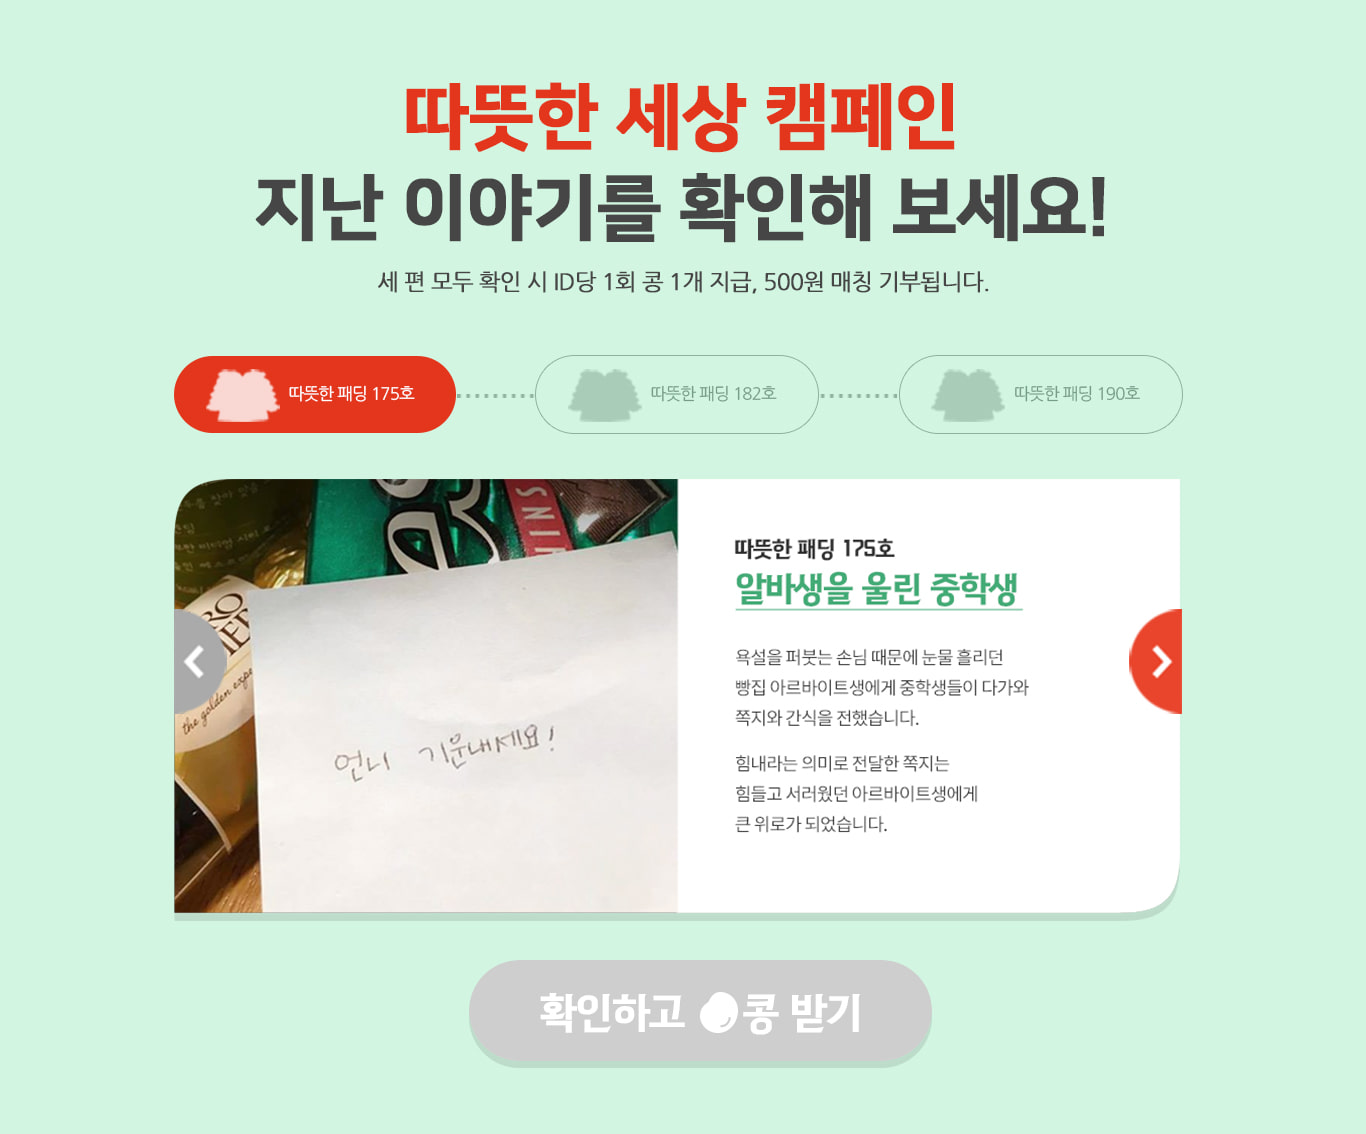 따뜻한 세상 캠페인
지난 이야기를 확인해 보세요!
세 편 모두 확인 시 ID당 1회 콩 1개 지급, 500원 매칭 기부됩니다.
따뜻한 패딩 175호
따뜻한 패딩 182호
따뜻한 패딩 190호
the golden expe
언니 기운내세요!
따뜻한 패딩 175호
알바생을 울린 중학생
욕설을 퍼붓는 손님 때문에 눈물 흘리던
빵집 아르바이트생에게 중학생들이 다가와
쪽지와 간식을 전했습니다.
힘내라는 의미로 전달한 쪽지는
힘들고 서러웠던 아르바이트생에게
큰 위로가 되었습니다.
확인하고 콩 받기